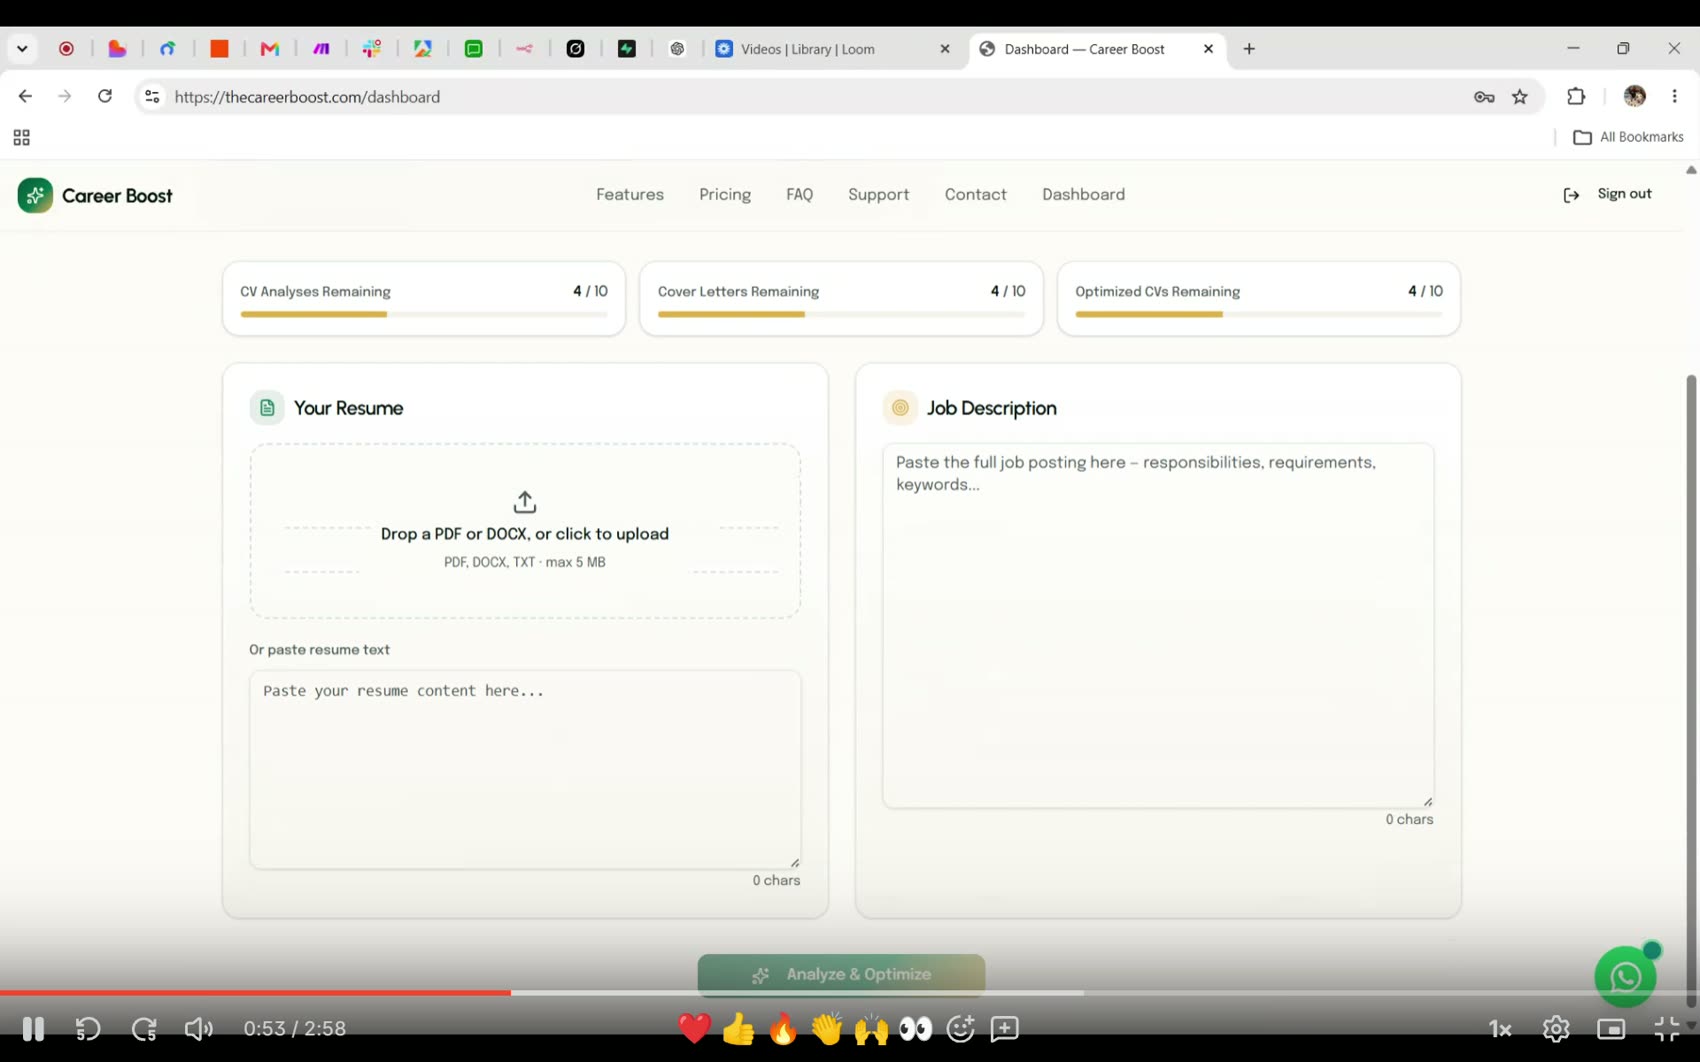 Videos | Library | Loom
Dashboard — Career Boost
https://thecareerboost.com/dashboard
All Bookmarks
Career Boost
Features
Pricing
FAQ
Support
Contact
Dashboard
Sign out
CV Analyses Remaining
4 / 10
Cover Letters Remaining
4 / 10
Optimized CVs Remaining
4 / 10
Your Resume
Drop a PDF or DOCX, or click to upload
PDF, DOCX, TXT · max 5 MB
Or paste resume text
Paste your resume content here...
0 chars
Job Description
Paste the full job posting here – responsibilities, requirements,
keywords...
0 chars
Analyze & Optimize
5
5
0:53 / 2:58
1x